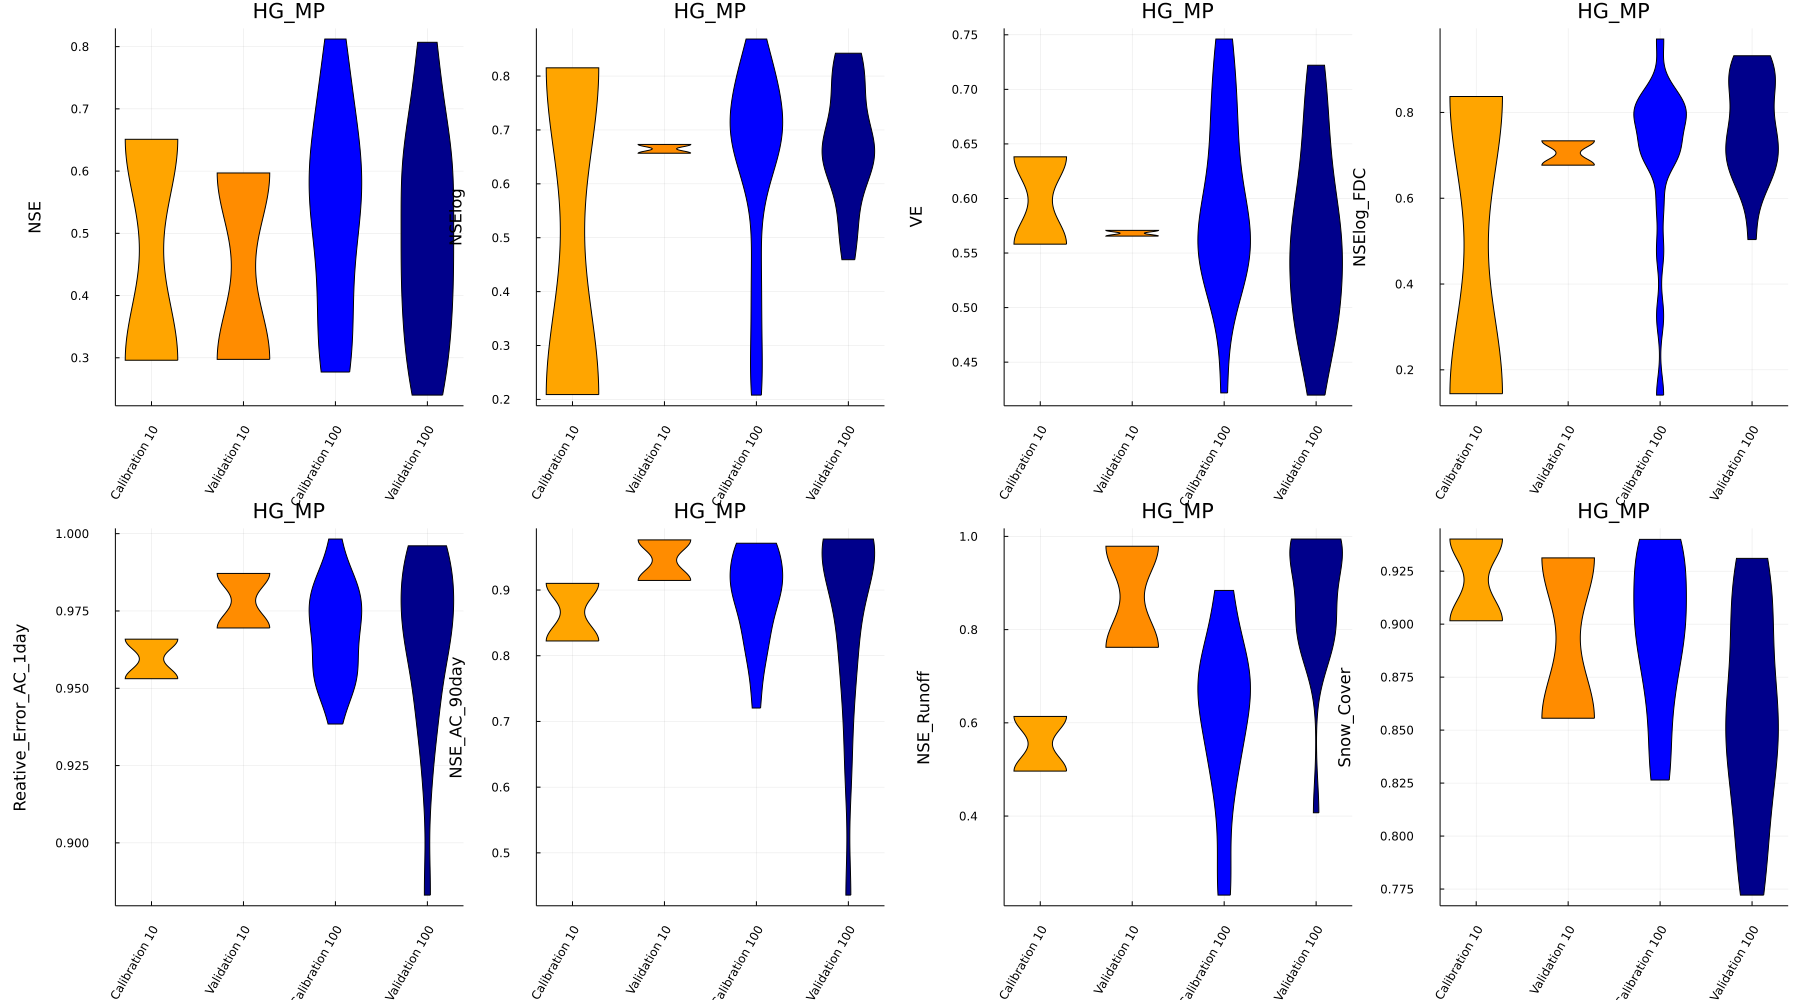 HG_MP
HG_MP
HG_MP
HG_MP
NSE
0.8
0.7
0.6
0.5
0.4
0.3
Calibration 10
Validation 10
Calibration 100
Validation 100
NSElog
0.8
0.7
0.6
0.5
0.4
0.3
0.2
Calibration 10
Validation 10
Calibration 100
Validation 100
VE
0.75
0.70
0.65
0.60
0.55
0.50
0.45
Calibration 10
Validation 10
Calibration 100
Validation 100
NSElog_FDC
0.8
0.6
0.4
0.2
Calibration 10
Validation 10
Calibration 100
Validation 100
HG_MP
HG_MP
HG_MP
HG_MP
Reative_Error_AC_1day
1.000
0.975
0.950
0.925
0.900
Calibration 10
Validation 10
Calibration 100
Validation 100
NSE_AC_90day
0.9
0.8
0.7
0.6
0.5
Calibration 10
Validation 10
Calibration 100
Validation 100
NSE_Runoff
1.0
0.8
0.6
0.4
Calibration 10
Validation 10
Calibration 100
Validation 100
Snow_Cover
0.925
0.900
0.875
0.850
0.825
0.800
0.775
Calibration 10
Validation 10
Calibration 100
Validation 100